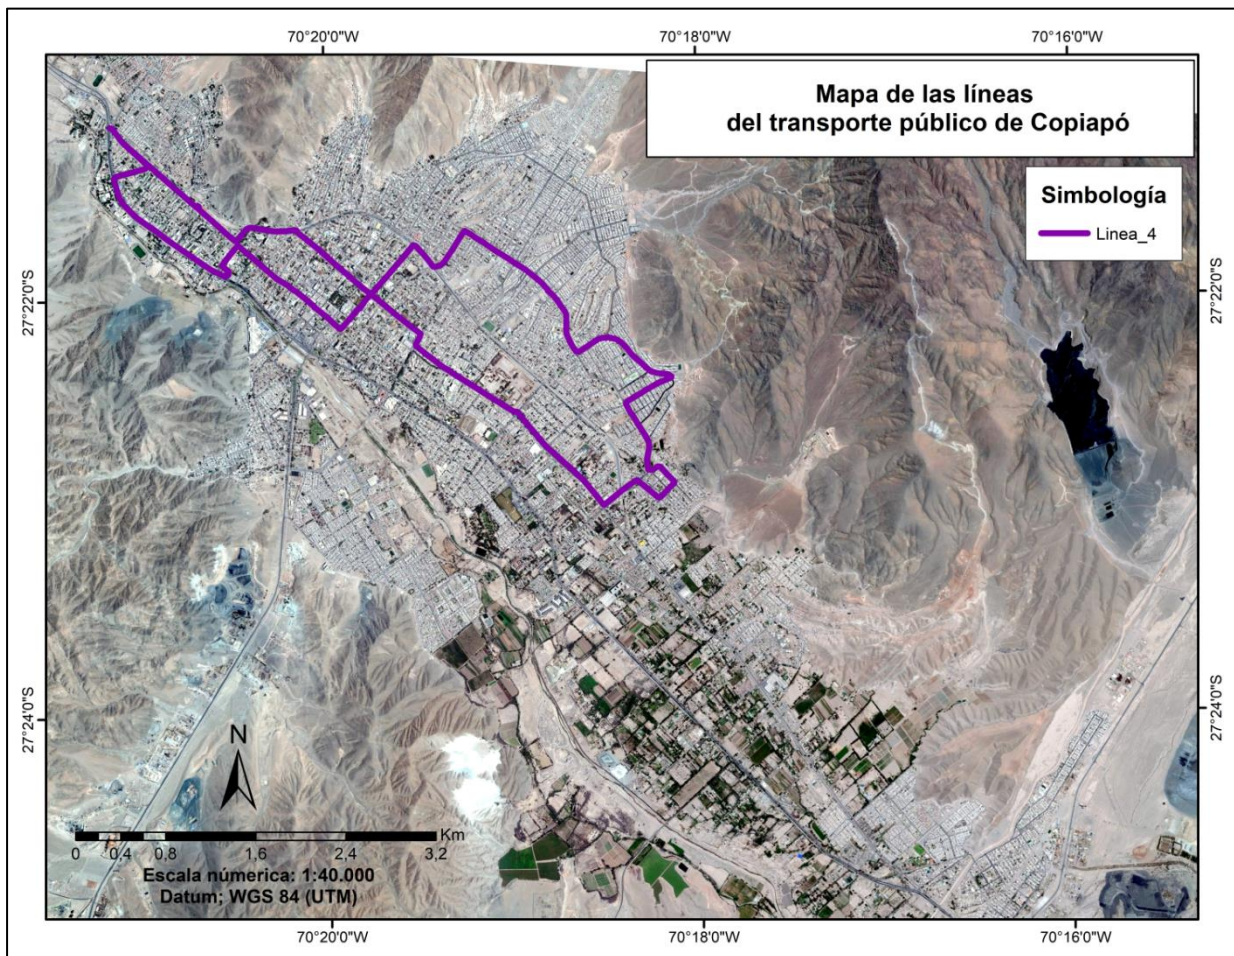 70°20'0"W 70°18'0"W 70°16'0"W
Mapa de las líneas
del transporte público de Copiapó
Simbología
Linea_4
27°22'0"S 27°22'0"S
27°24'0"S 27°24'0"S
N
Km
0 0,4 0,8 1,6 2,4 3,2
Escala númerica: 1:40.000
Datum; WGS 84 (UTM)
70°20'0"W 70°18'0"W 70°16'0"W